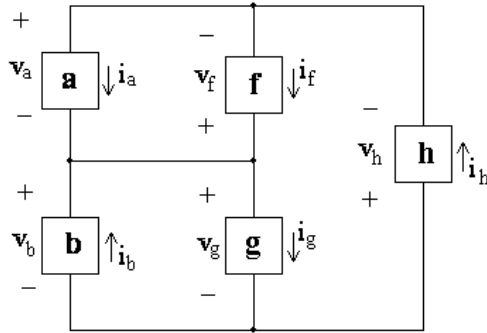 + −
v_a a i_a v_f f i_f
− +
− v_h h i_h +
+ +
v_b b i_b v_g g i_g
− −